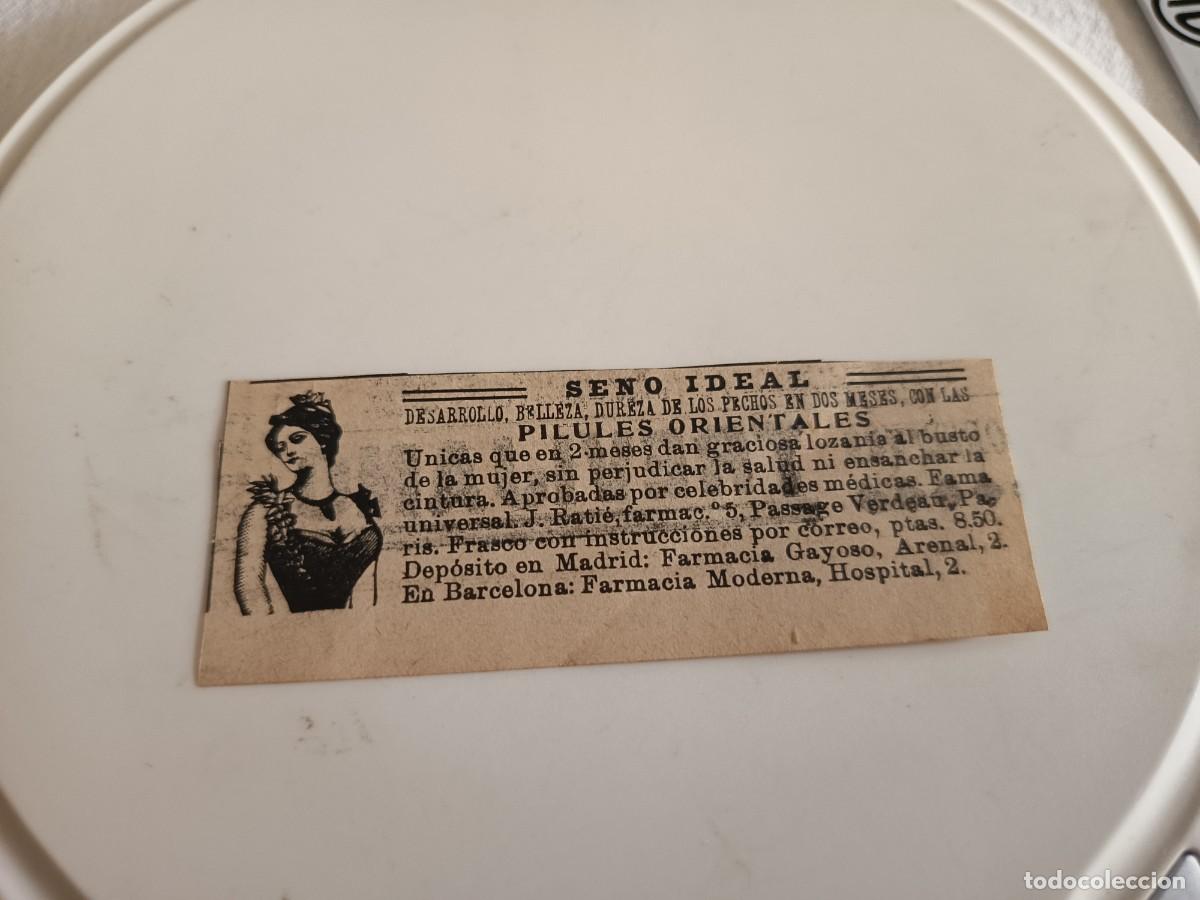 SENO IDEAL
DESARROLLO, BELLEZA, DUREZA DE LOS PECHOS EN DOS MESES, CON LAS
PILULES ORIENTALES
Unicas que en 2 meses dan graciosa lozanía al busto
de la mujer, sin perjudicar la salud ni ensanchar la
cintura. Aprobadas por celebridades médicas. Fama
universal. J. Ratié, farmac.º 5, Passage Verdeau, Pa-
ris. Frasco con instrucciones por correo, ptas. 8.50.
Depósito en Madrid: Farmacia Gayoso, Arenal, 2.
En Barcelona: Farmacia Moderna, Hospital, 2.
todocoleccion